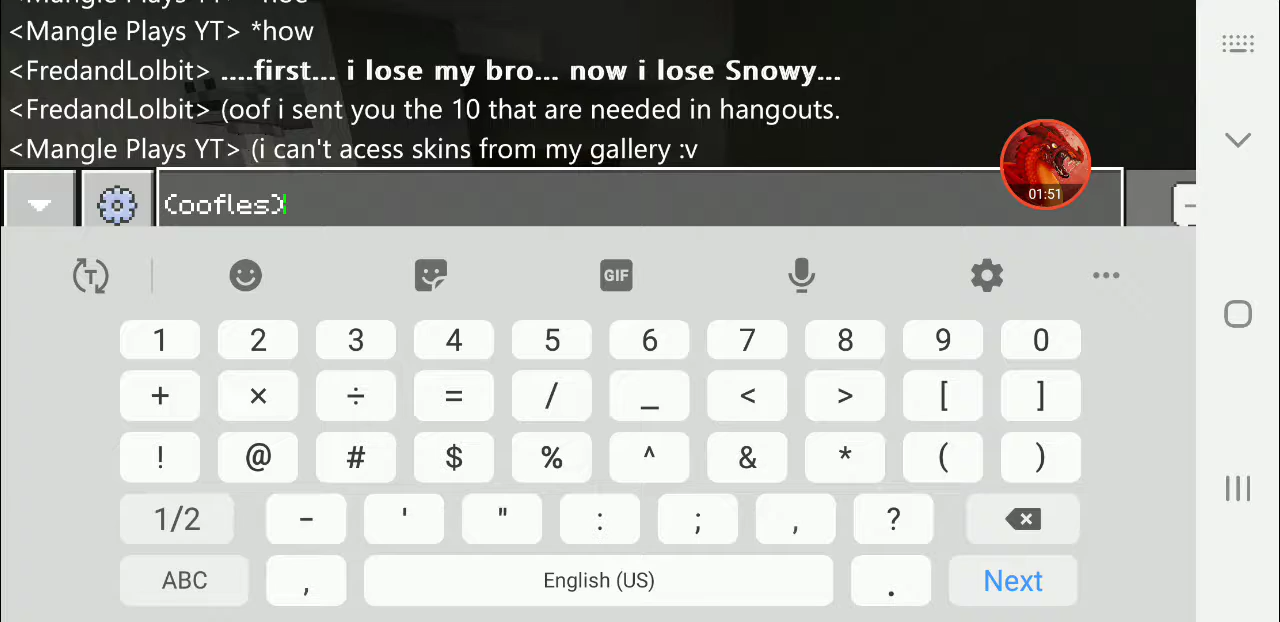 <Mangle Plays YT> *how
<FredandLolbit> ....first... i lose my bro... now i lose Snowy...
<FredandLolbit> (oof i sent you the 10 that are needed in hangouts.
<Mangle Plays YT> (i can't acess skins from my gallery :v
(oofles)
01:51
T
GIF
1 2 3 4 5 6 7 8 9 0
+ × ÷ = / _ < > [ ]
! @ # $ % ^ & * ( )
1/2 - ' " : ; , ?
ABC , English (US) . Next